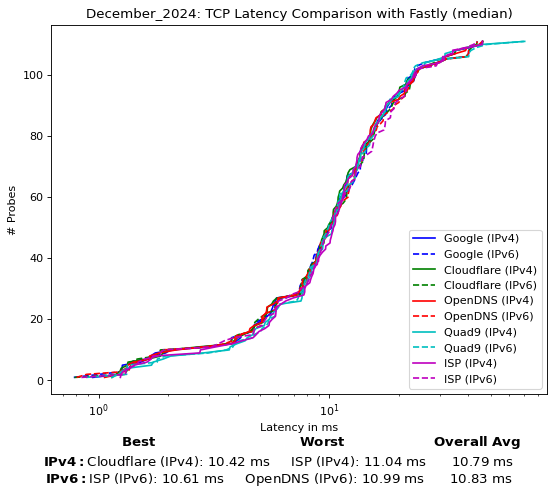 December_2024: TCP Latency Comparison with Fastly (median)
100
80
60
40
20
0
# Probes
Google (IPv4)
Google (IPv6)
Cloudflare (IPv4)
Cloudflare (IPv6)
OpenDNS (IPv4)
OpenDNS (IPv6)
Quad9 (IPv4)
Quad9 (IPv6)
ISP (IPv4)
ISP (IPv6)
10⁰ 10¹
Latency in ms
Best Worst Overall Avg
IPv4: Cloudflare (IPv4): 10.42 ms ISP (IPv4): 11.04 ms 10.79 ms
IPv6: ISP (IPv6): 10.61 ms OpenDNS (IPv6): 10.99 ms 10.83 ms